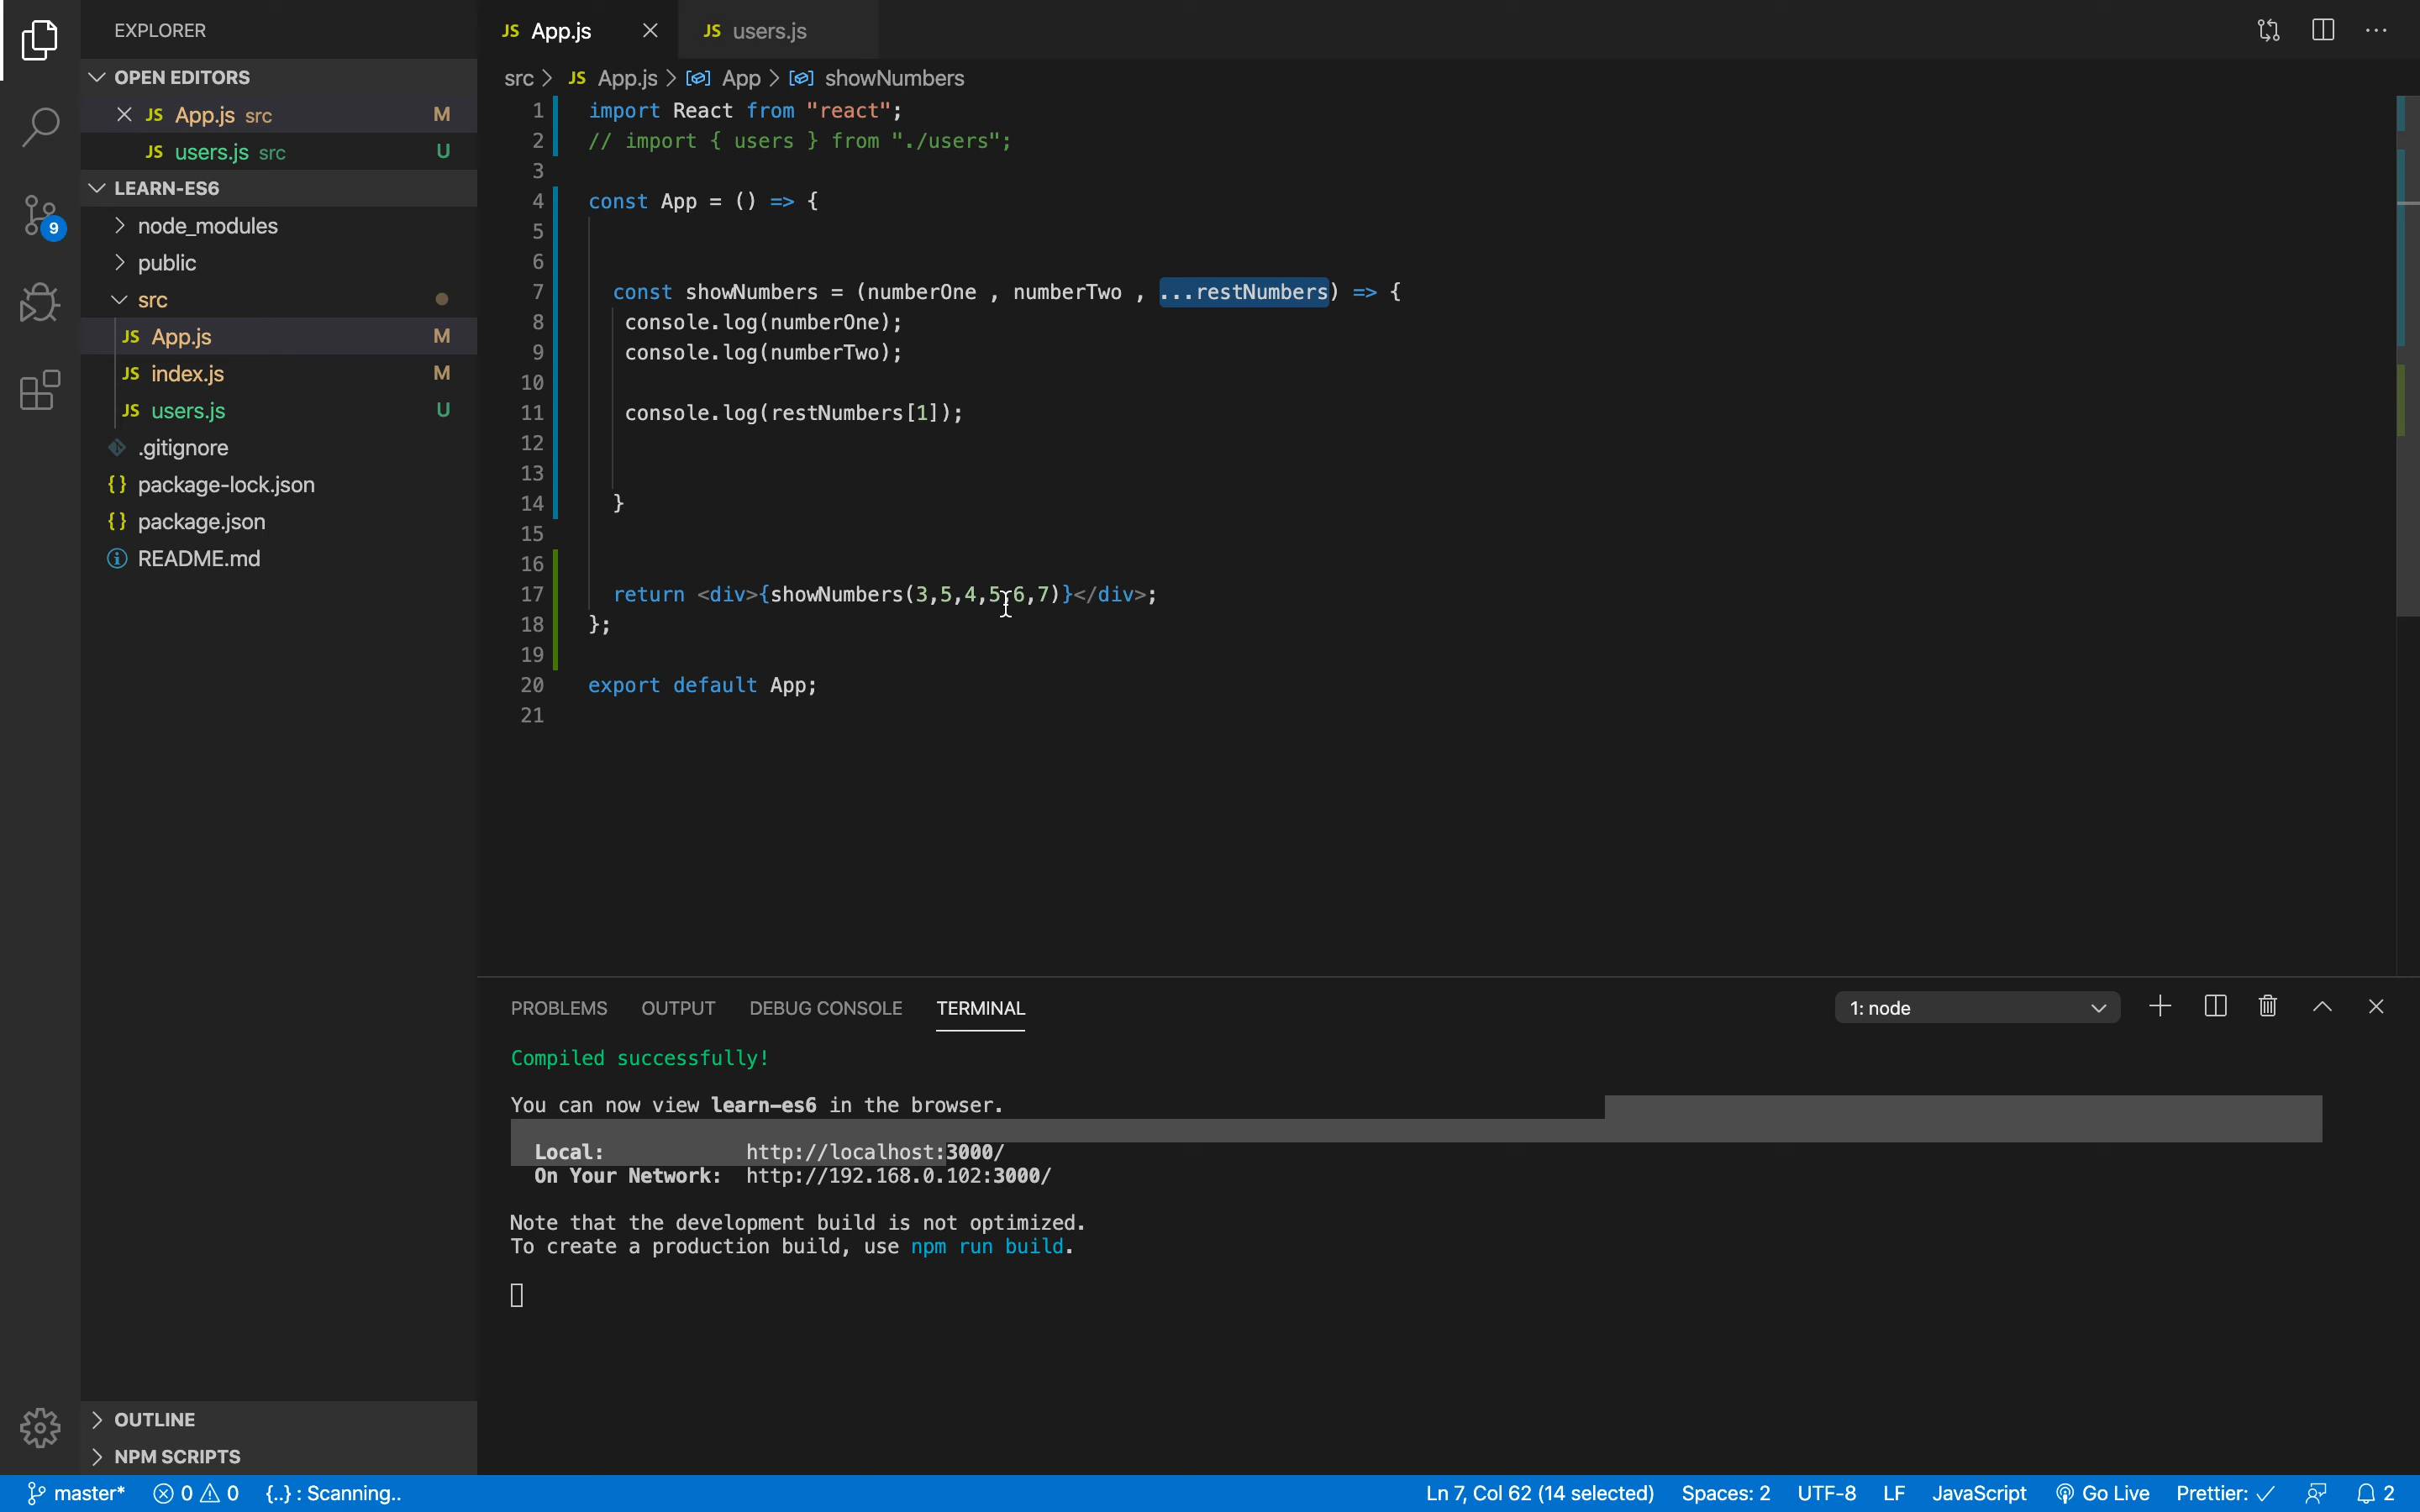 EXPLORER
OPEN EDITORS
JS App.js src M
JS users.js src U
LEARN-ES6
node_modules
public
src
JS App.js M
JS index.js M
JS users.js U
.gitignore
{} package-lock.json
{} package.json
README.md
OUTLINE
NPM SCRIPTS
9
JS App.js
JS users.js
src > JS App.js > App > showNumbers
1 import React from "react";
2 // import { users } from "./users";
3
4 const App = () => {
5
6
7 const showNumbers = (numberOne , numberTwo , ...restNumbers) => {
8 console.log(numberOne);
9 console.log(numberTwo);
10
11 console.log(restNumbers[1]);
12
13
14 }
15
16
17 return <div>{showNumbers(3,5,4,5,6,7)}</div>;
18 };
19
20 export default App;
21
PROBLEMS OUTPUT DEBUG CONSOLE TERMINAL
1: node
Compiled successfully!
You can now view learn-es6 in the browser.
Local: http://localhost:3000/
On Your Network: http://192.168.0.102:3000/
Note that the development build is not optimized.
To create a production build, use npm run build.
master* 0 0 {..} : Scanning.. Ln 7, Col 62 (14 selected) Spaces: 2 UTF-8 LF JavaScript Go Live Prettier: ✓ 2